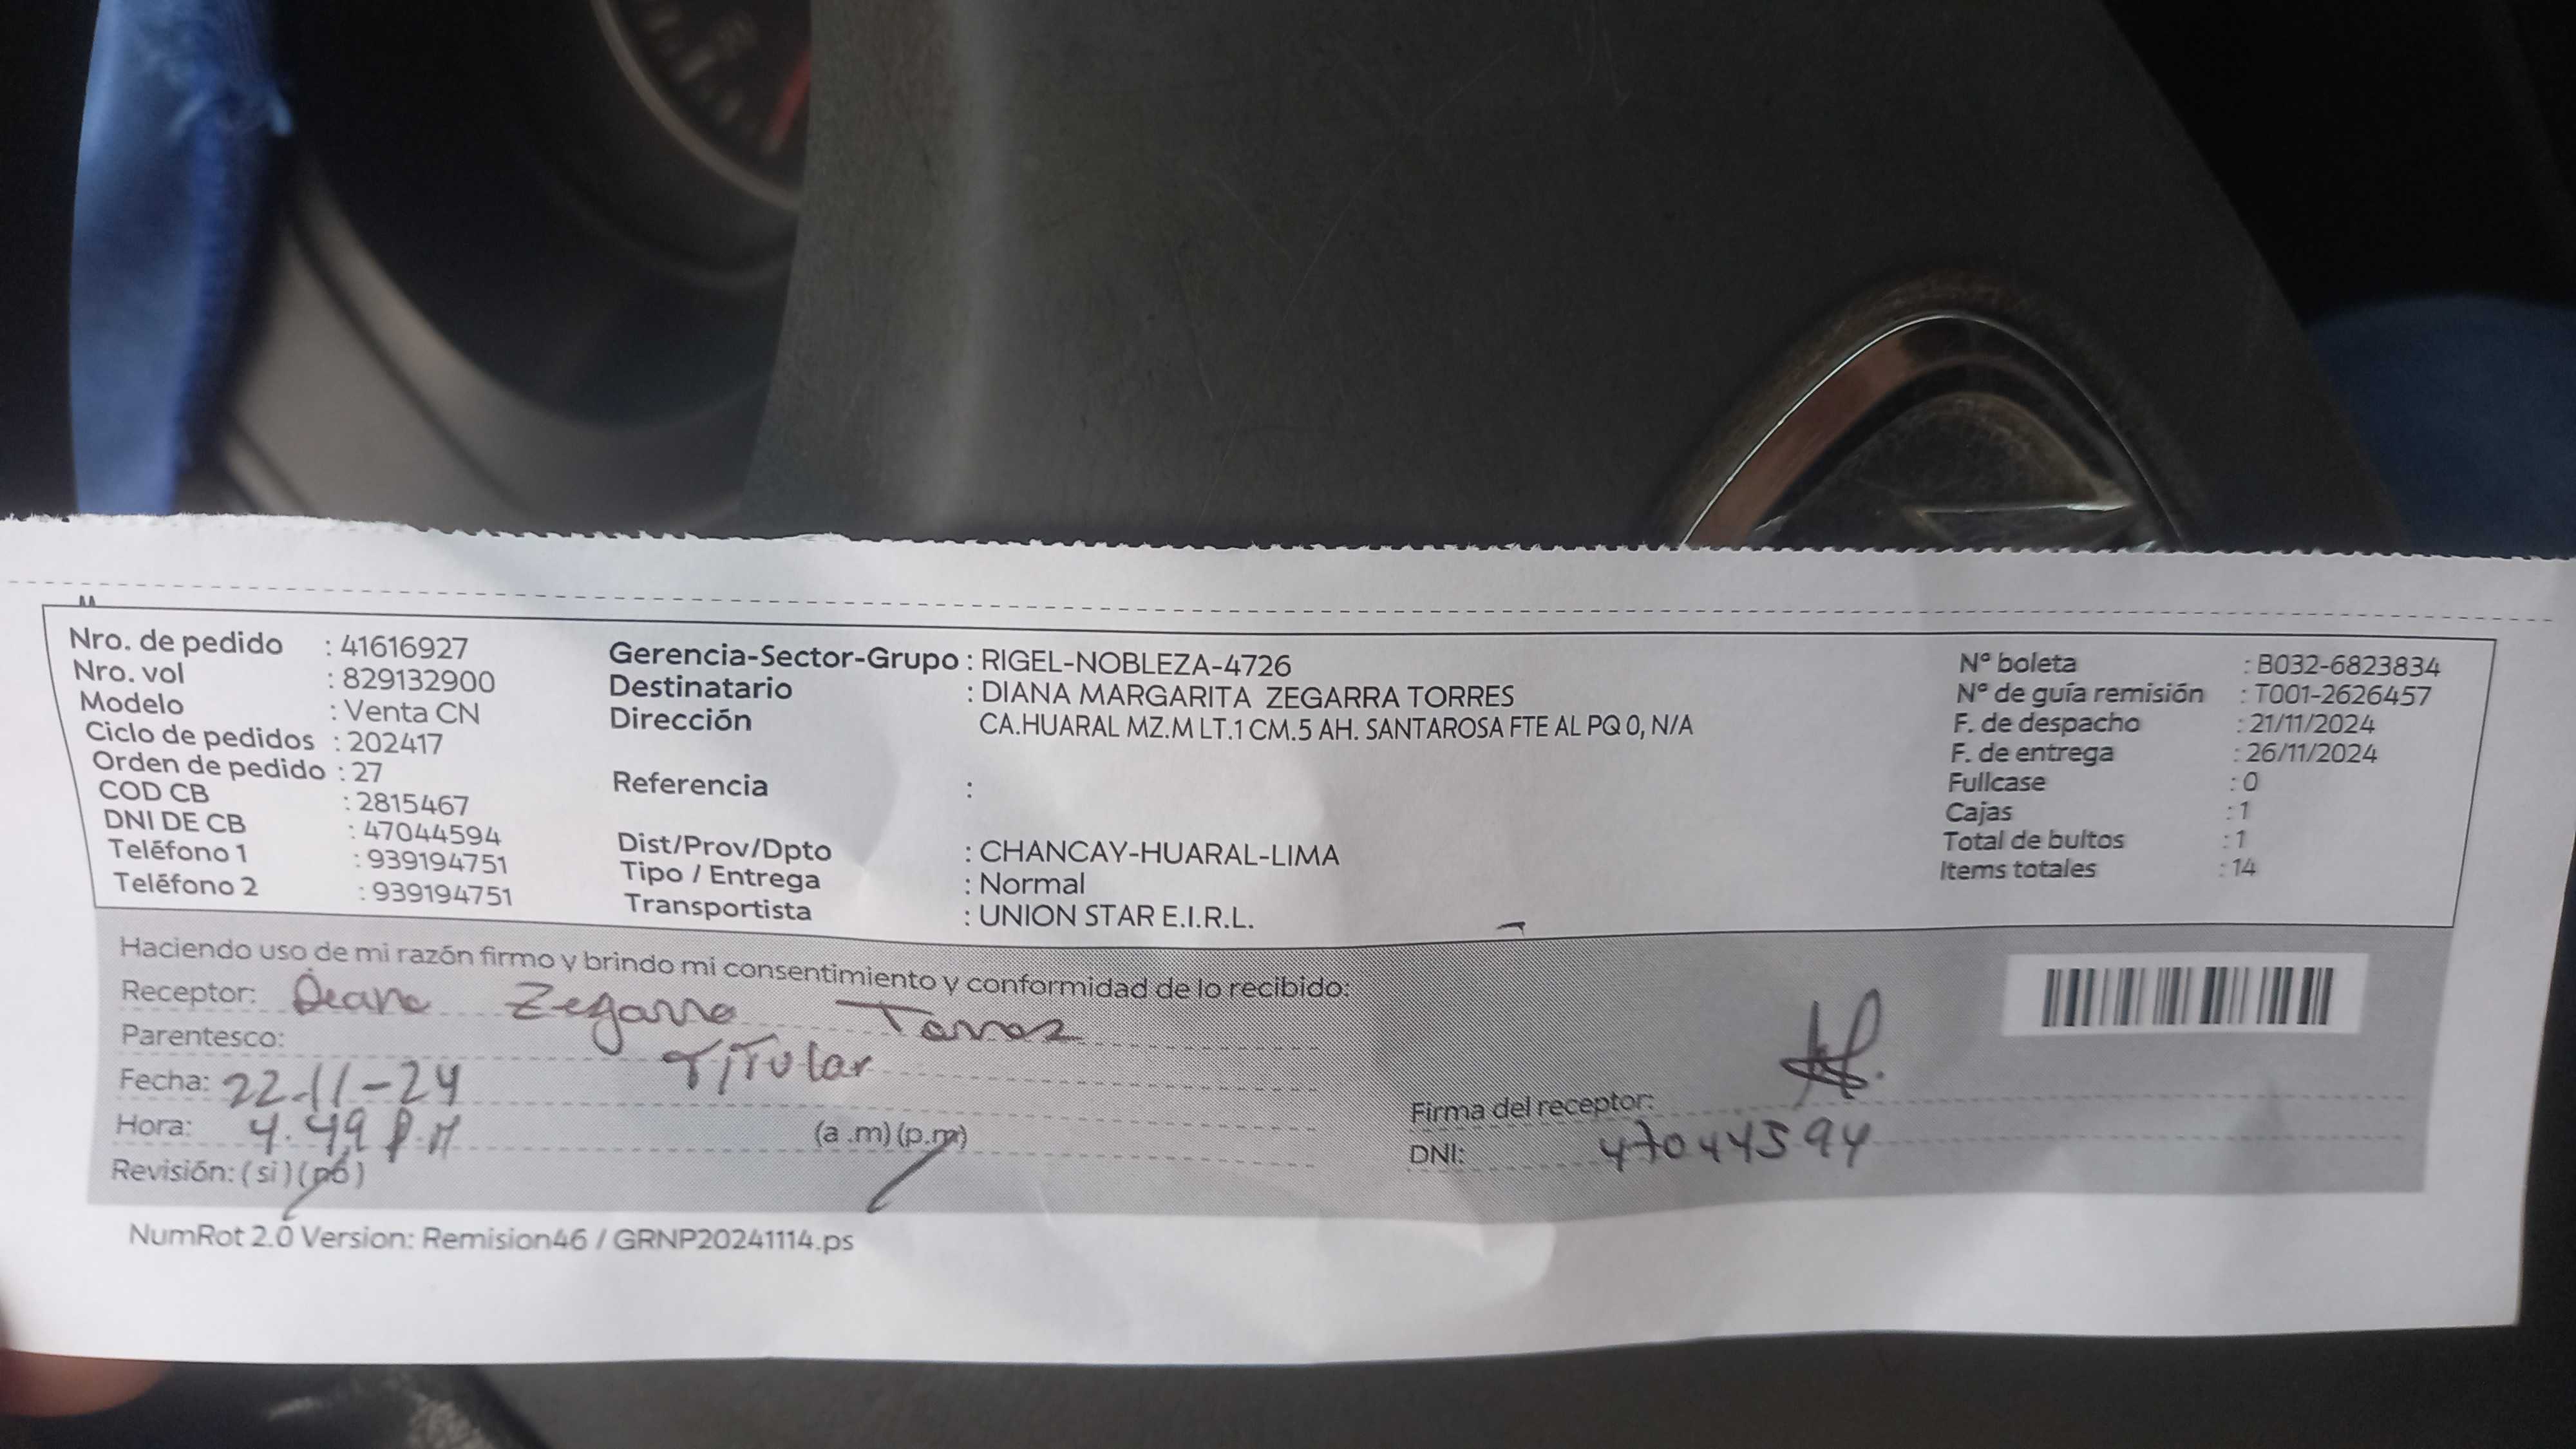 Nro. de pedido : 41616927
Nro. vol : 829132900
Modelo : Venta CN
Ciclo de pedidos : 202417
Orden de pedido : 27
COD CB : 2815467
DNI DE CB : 47044594
Teléfono 1 : 939194751
Teléfono 2 : 939194751
Gerencia-Sector-Grupo : RIGEL-NOBLEZA-4726
Destinatario : DIANA MARGARITA ZEGARRA TORRES
Dirección CA.HUARAL MZ.M LT.1 CM.5 AH. SANTAROSA FTE AL PQ 0, N/A
Referencia :
Dist/Prov/Dpto : CHANCAY-HUARAL-LIMA
Tipo / Entrega : Normal
Transportista : UNION STAR E.I.R.L.
N° boleta : B032-6823834
N° de guía remisión : T001-2626457
F. de despacho : 21/11/2024
F. de entrega : 26/11/2024
Fullcase : 0
Cajas : 1
Total de bultos : 1
Items totales : 14
Haciendo uso de mi razón firmo y brindo mi consentimiento y conformidad de lo recibido:
Receptor: Diana Zegarra Torres
Parentesco: Titular
Fecha: 22-11-24
Hora: 4.49 P.M (a .m) (p.m)
Revisión: ( si ) ( no )
Firma del receptor:
DNI: 47044594
NumRot 2.0 Version: Remision46 / GRNP20241114.ps